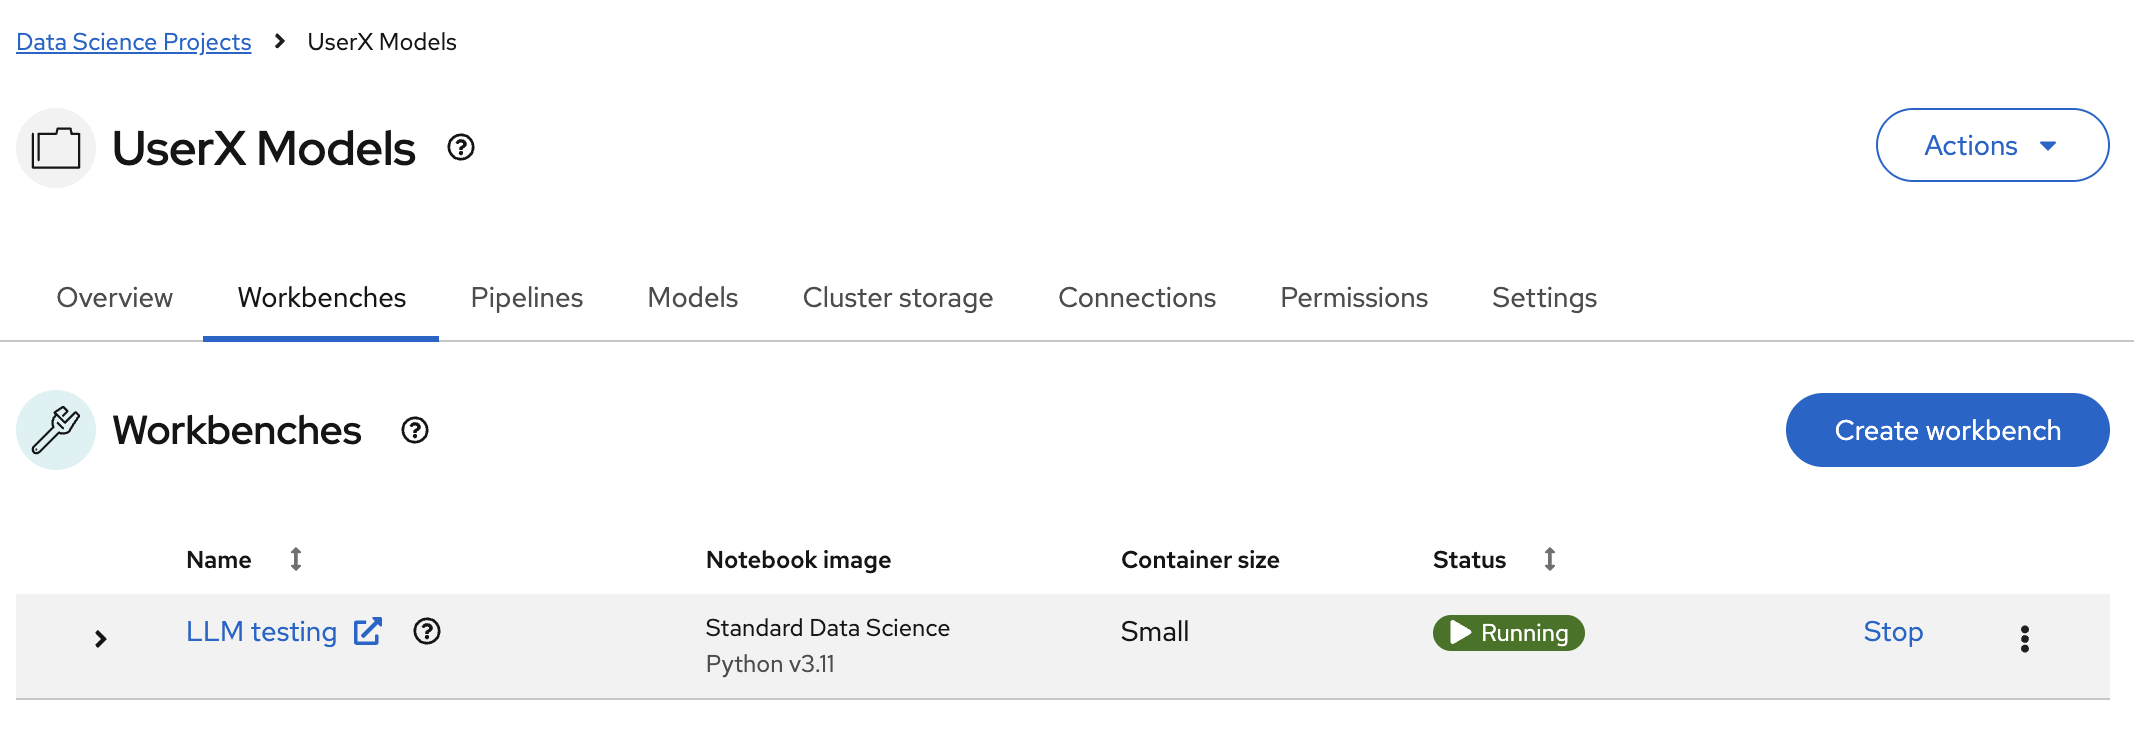 Data Science Projects > UserX Models
UserX Models
Actions
Overview Workbenches Pipelines Models Cluster storage Connections Permissions Settings
Workbenches
Create workbench
Name Notebook image Container size Status
LLM testing Standard Data Science Small Running Stop
Python v3.11